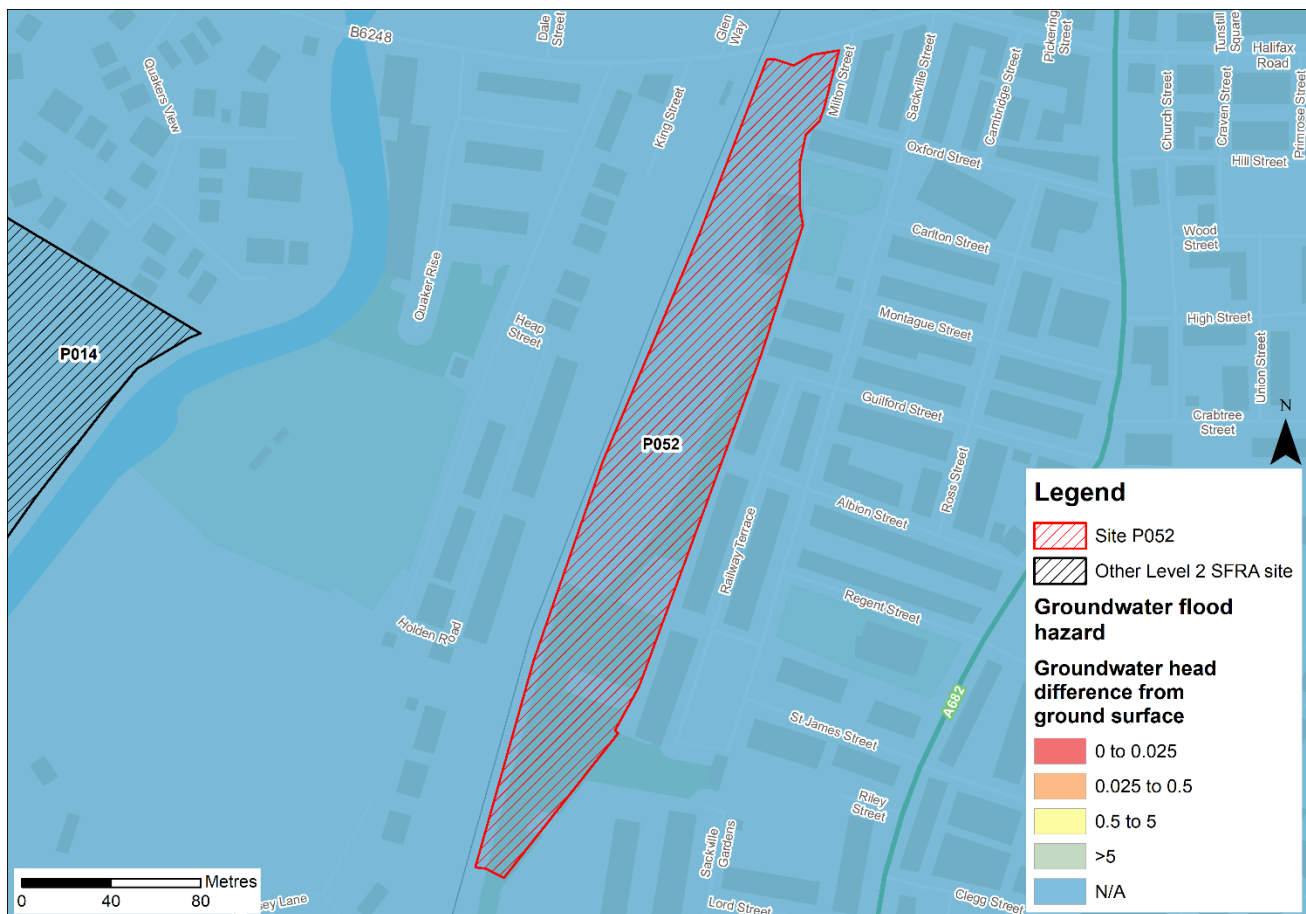 B6248
Dale
Street
Glen
Way
Pickering
Street
Tunstill
Square
Halifax
Road
Quakers View
King Street
Milton Street
Sackville Street
Cambridge Street
Church Street
Craven Street
Primrose Street
Oxford Street
Hill Street
Carlton Street
Wood
Street
Quaker Rise
Heap
Street
Montague Street
High Street
Union Street
P014
Guilford Street
Crabtree
Street
P052
N
Ross Street
Albion Street
Railway Terrace
Regent Street
Holden Road
A682
St James Street
Riley
Street
Sackville
Gardens
sey Lane
Lord Street
Clegg Street
Metres
0 40 80
Legend
Site P052
Other Level 2 SFRA site
Groundwater flood
hazard
Groundwater head
difference from
ground surface
0 to 0.025
0.025 to 0.5
0.5 to 5
>5
N/A